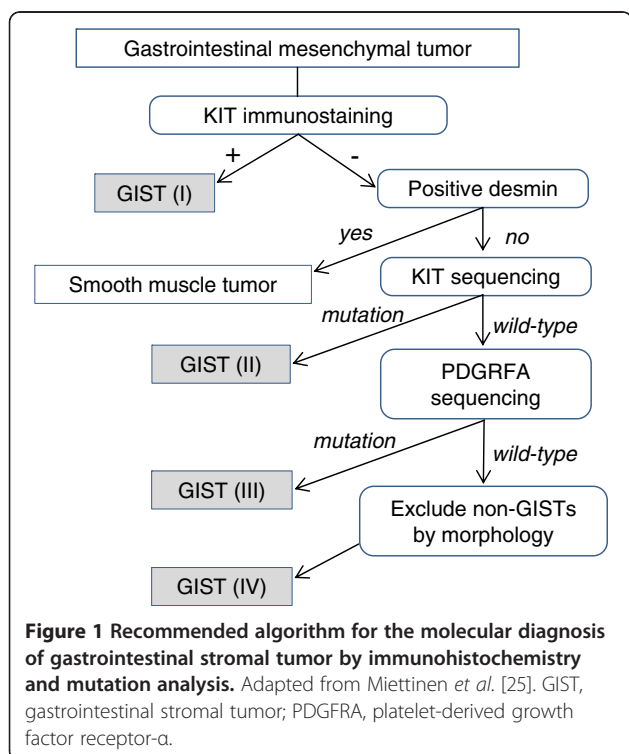 Gastrointestinal mesenchymal tumor
KIT immunostaining
+
-
GIST (I)
Positive desmin
yes
no
Smooth muscle tumor
KIT sequencing
mutation
wild-type
GIST (II)
PDGRFA
sequencing
mutation
wild-type
GIST (III)
Exclude non-GISTs
by morphology
GIST (IV)
Figure 1 Recommended algorithm for the molecular diagnosis
of gastrointestinal stromal tumor by immunohistochemistry
and mutation analysis. Adapted from Miettinen et al. [25]. GIST,
gastrointestinal stromal tumor; PDGFRA, platelet-derived growth
factor receptor-α.